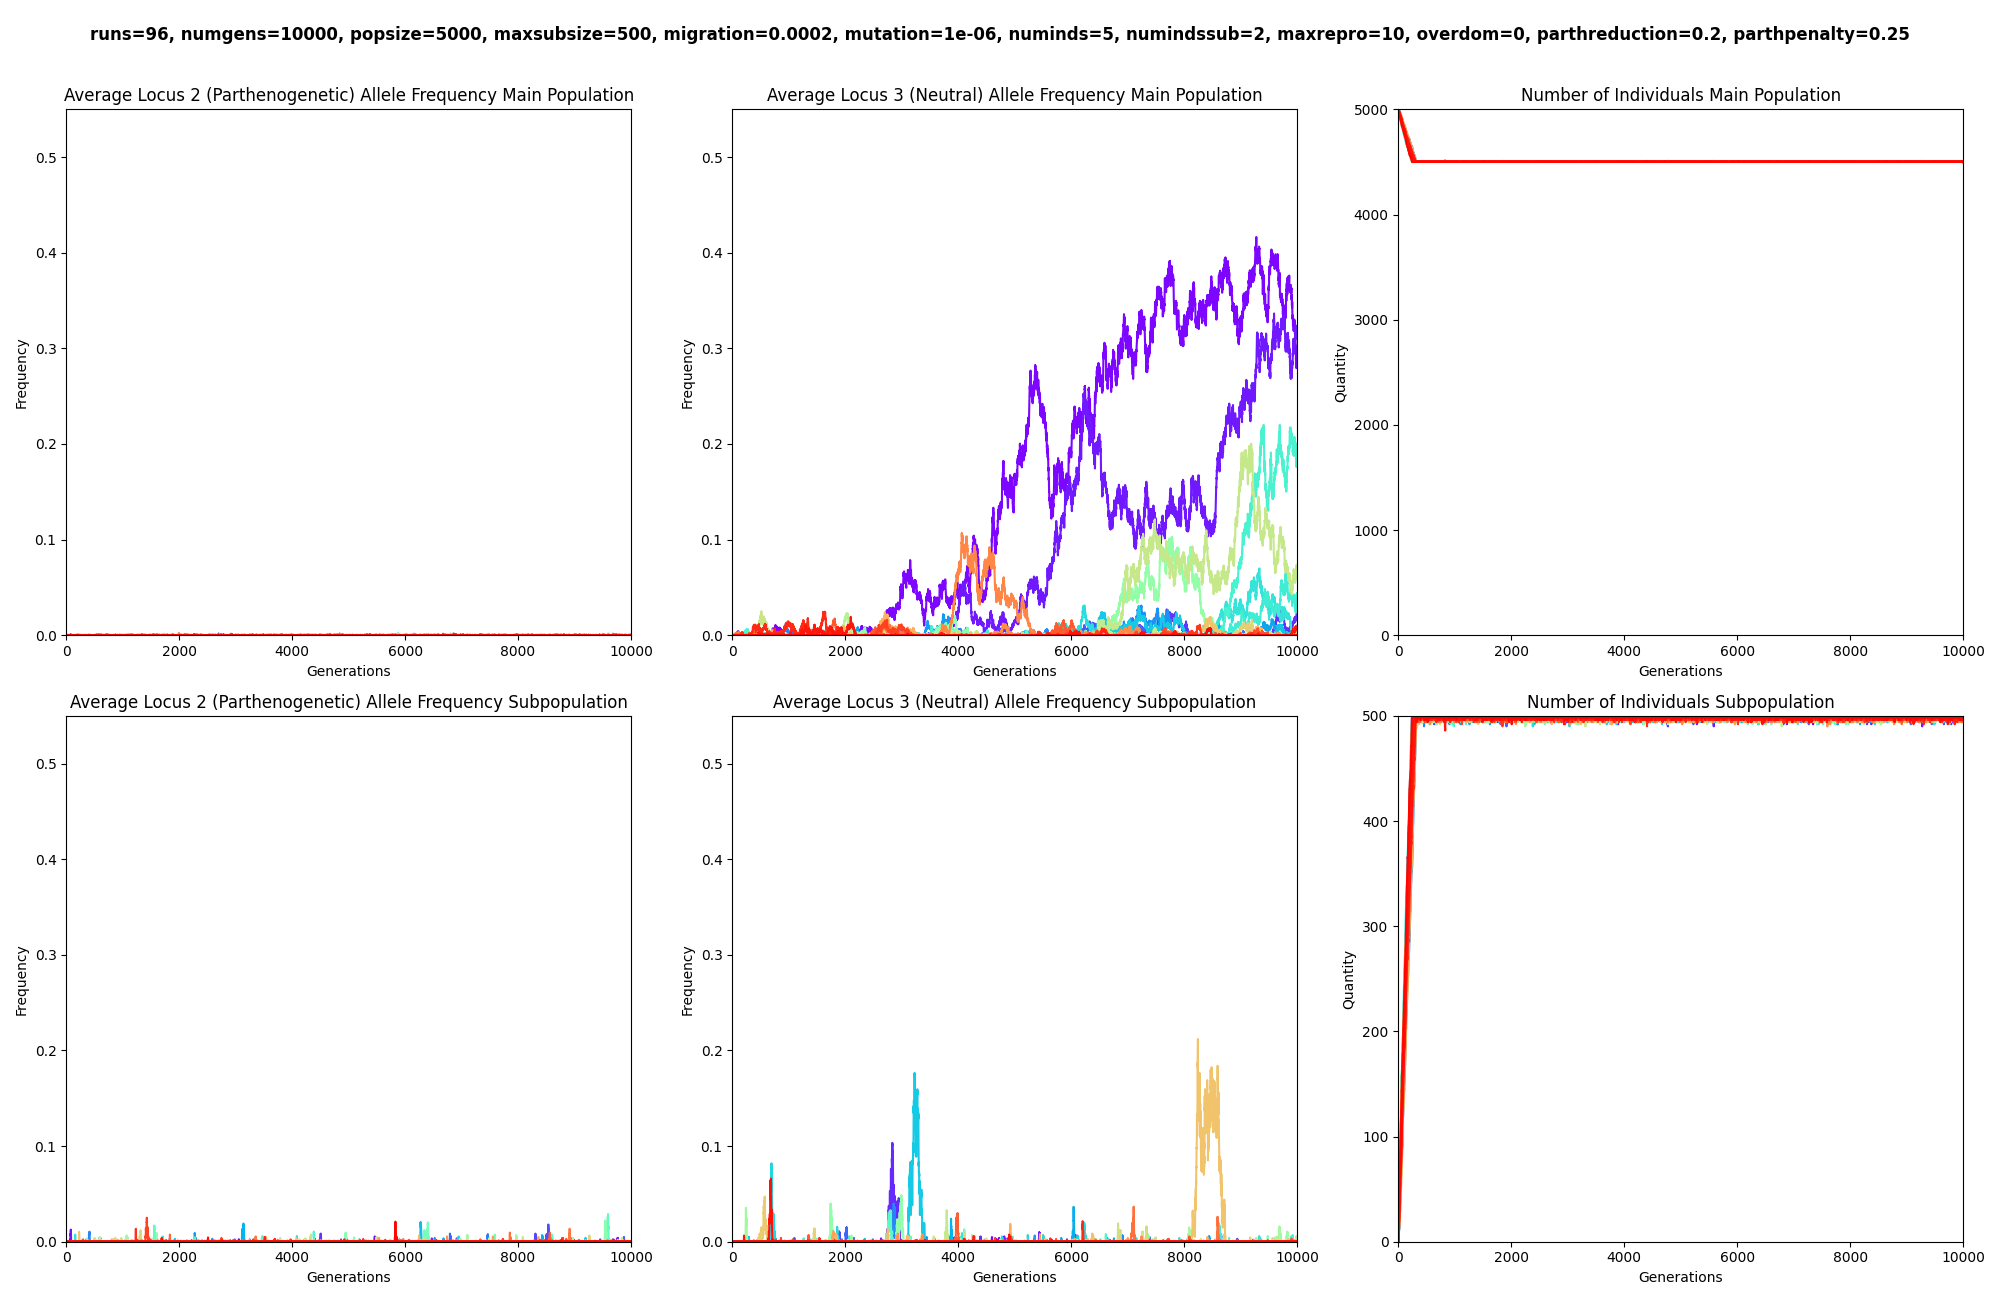 runs=96, numgens=10000, popsize=5000, maxsubsize=500, migration=0.0002, mutation=1e-06, numinds=5, numindssub=2, maxrepro=10, overdom=0, parthreduction=0.2, parthpenalty=0.25
Average Locus 2 (Parthenogenetic) Allele Frequency Main Population
Frequency
0.5
0.4
0.3
0.2
0.1
0.0
0 2000 4000 6000 8000 10000
Generations
Average Locus 3 (Neutral) Allele Frequency Main Population
Frequency
0.5
0.4
0.3
0.2
0.1
0.0
0 2000 4000 6000 8000 10000
Generations
Number of Individuals Main Population
Quantity
5000
4000
3000
2000
1000
0
0 2000 4000 6000 8000 10000
Generations
Average Locus 2 (Parthenogenetic) Allele Frequency Subpopulation
Frequency
0.5
0.4
0.3
0.2
0.1
0.0
0 2000 4000 6000 8000 10000
Generations
Average Locus 3 (Neutral) Allele Frequency Subpopulation
Frequency
0.5
0.4
0.3
0.2
0.1
0.0
0 2000 4000 6000 8000 10000
Generations
Number of Individuals Subpopulation
Quantity
500
400
300
200
100
0
0 2000 4000 6000 8000 10000
Generations